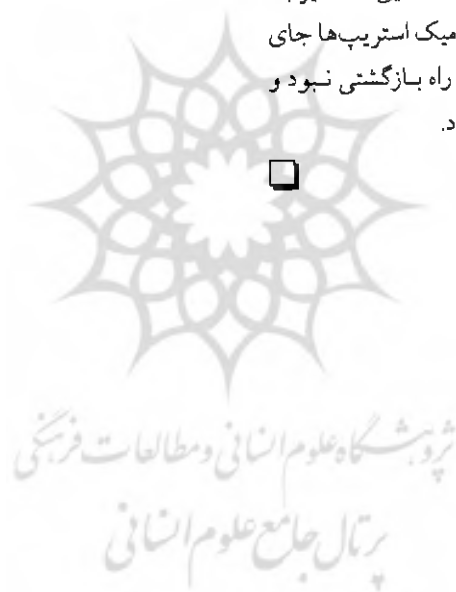 میک استریپ‌ها جای
راه بازگشتی نبود و
د.
پژوهشگاه علوم انسانی و مطالعات فرهنگی
پرتال جامع علوم انسانی